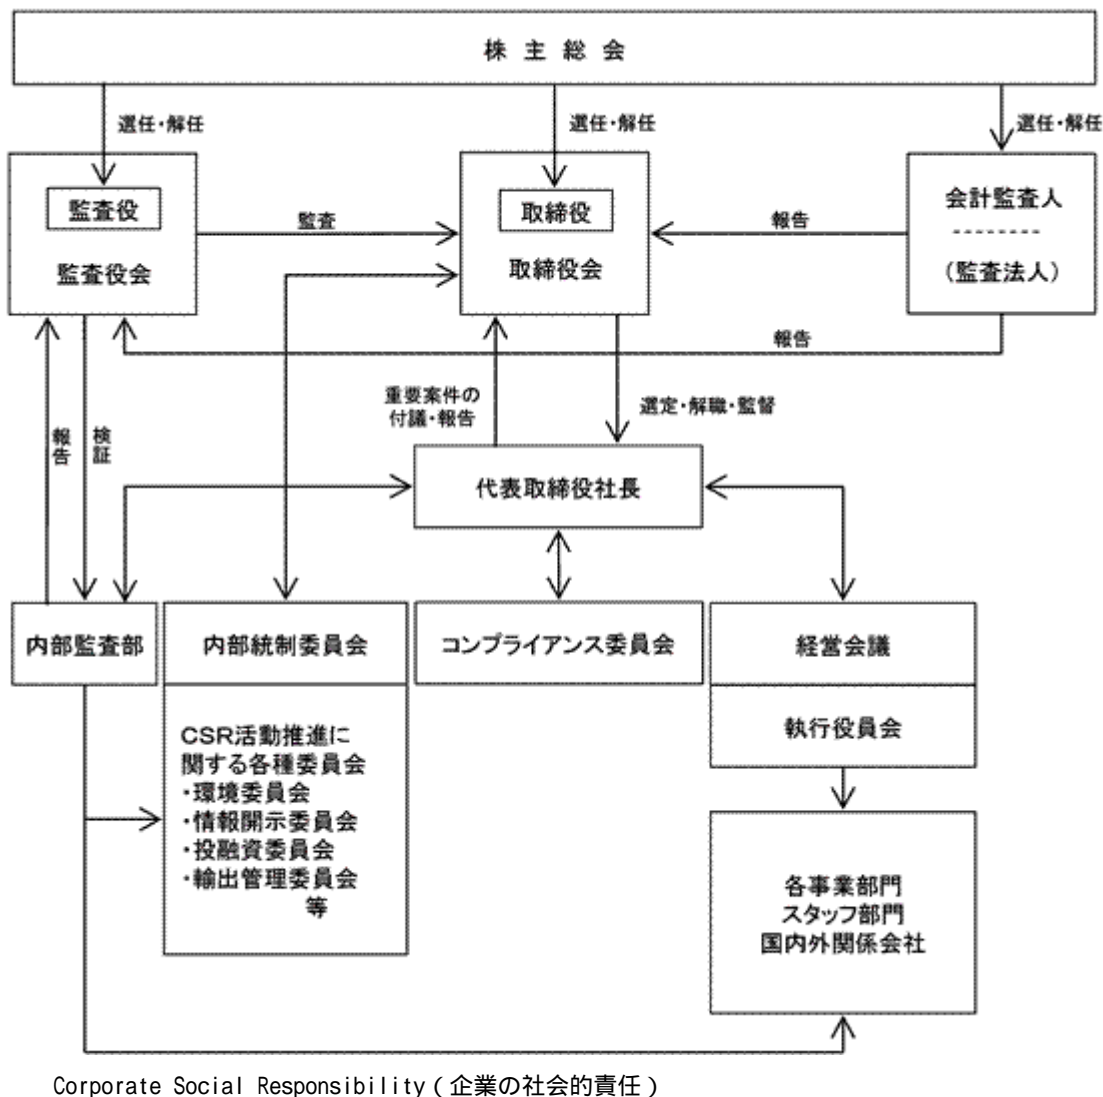 株主総会
選任・解任
選任・解任
選任・解任
監査役
監査役会
監査
取締役
取締役会
報告
会計監査人
(監査法人)
報告
報告
検証
重要案件の
付議・報告
選定・解職・監督
代表取締役社長
内部監査部
内部統制委員会
コンプライアンス委員会
経営会議
執行役員会
CSR活動推進に
関する各種委員会
・環境委員会
・情報開示委員会
・投融資委員会
・輸出管理委員会
等
各事業部門
スタッフ部門
国内外関係会社
Corporate Social Responsibility(企業の社会的責任)